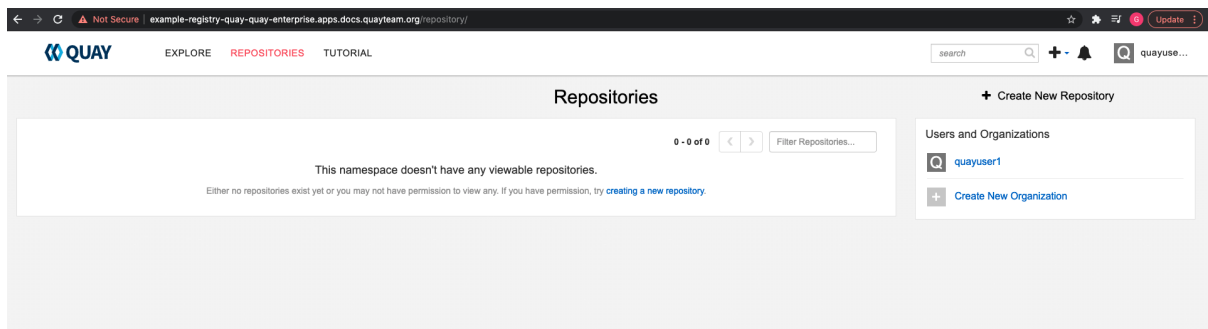 Not Secure | example-registry-quay-quay-enterprise.apps.docs.quayteam.org/repository/ G Update
QUAY EXPLORE REPOSITORIES TUTORIAL search Q quayuse...
Repositories
+ Create New Repository
0 - 0 of 0 < > Filter Repositories...
This namespace doesn't have any viewable repositories.
Either no repositories exist yet or you may not have permission to view any. If you have permission, try creating a new repository.
Users and Organizations
Q quayuser1
+ Create New Organization